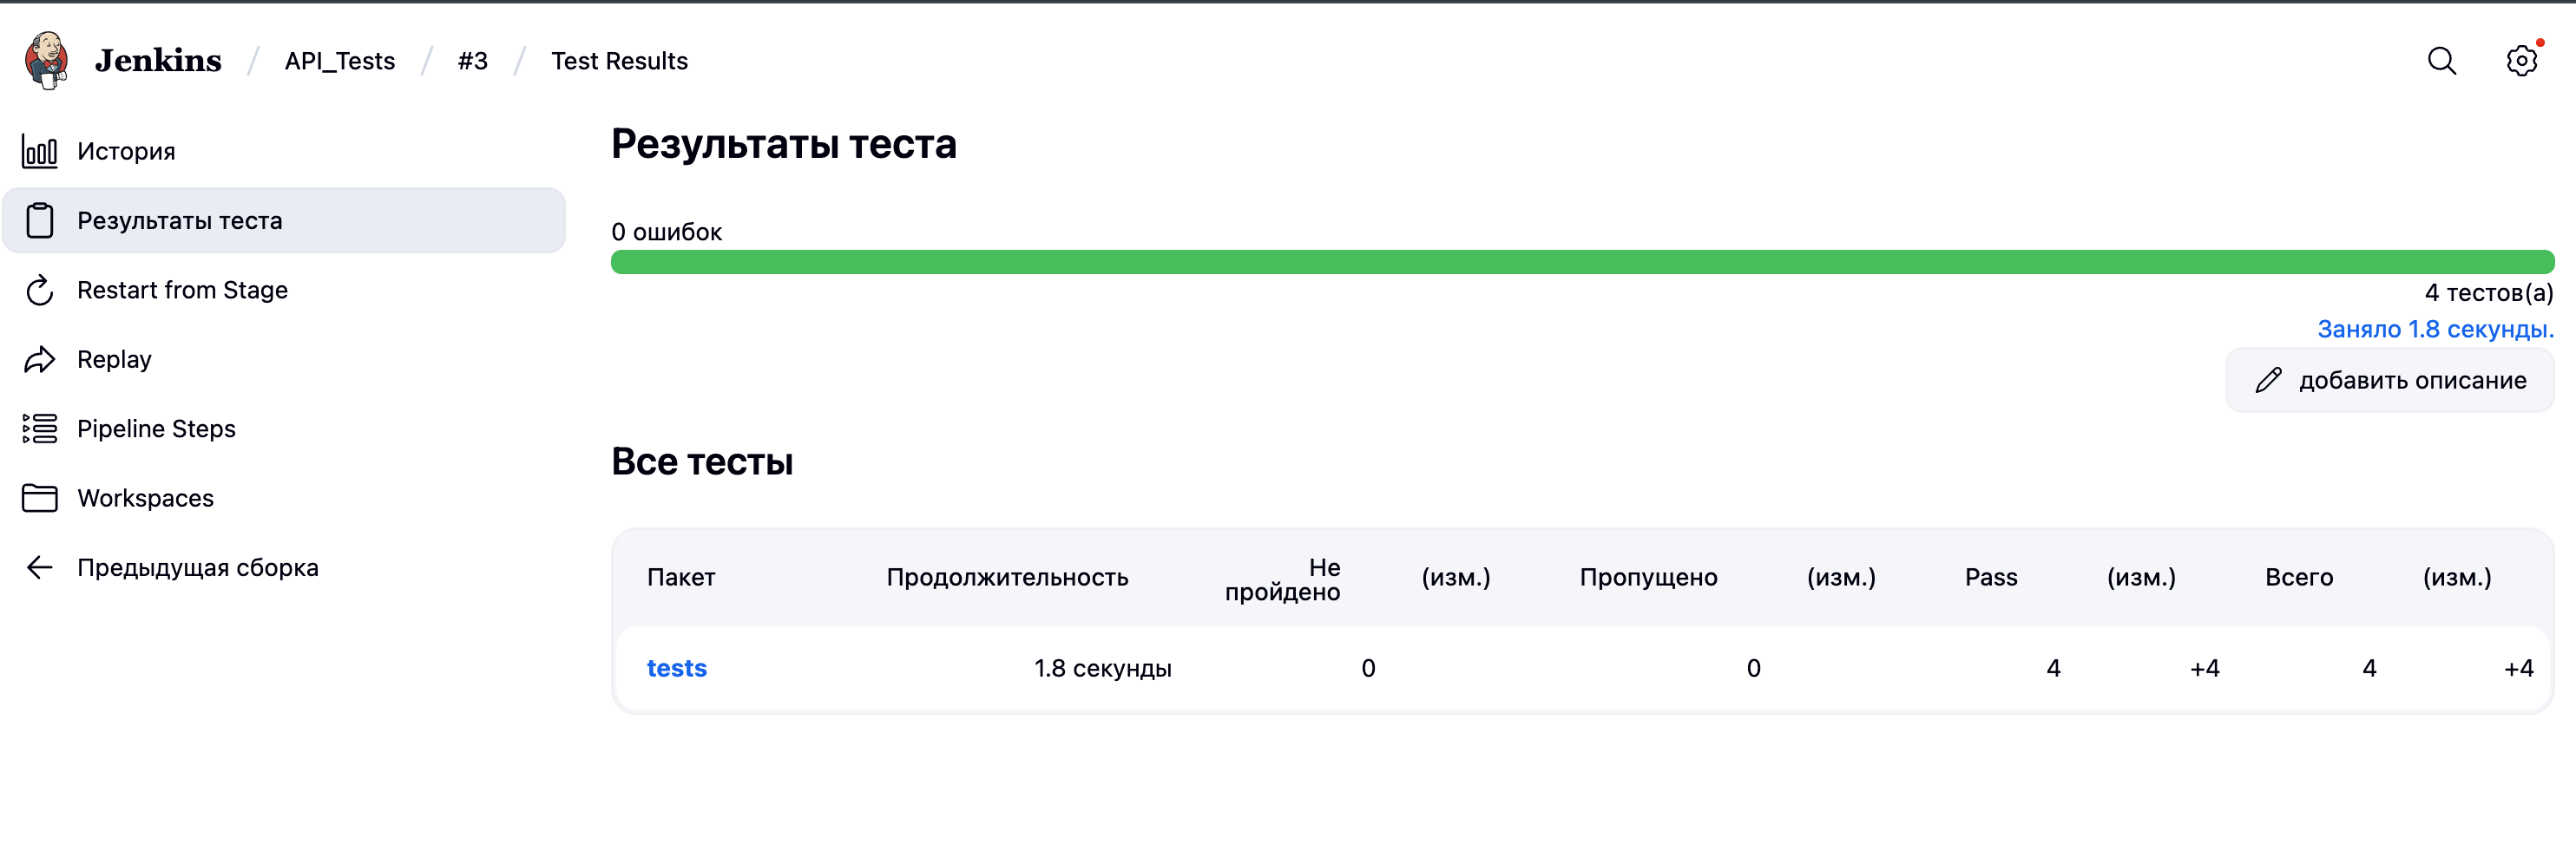 Jenkins / API_Tests / #3 / Test Results
История
Результаты теста
Restart from Stage
Replay
Pipeline Steps
Workspaces
Предыдущая сборка
Результаты теста
0 ошибок
4 тестов(а)
Заняло 1.8 секунды.
добавить описание
Все тесты
Пакет Продолжительность Не пройдено (изм.) Пропущено (изм.) Pass (изм.) Всего (изм.)
tests 1.8 секунды 0 0 4 +4 4 +4